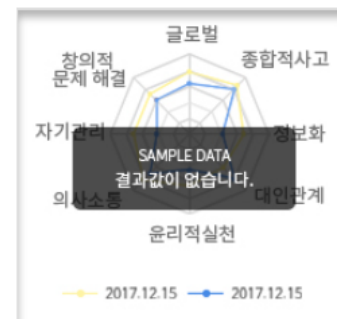 글로벌
창의적
문제 해결
종합적사고
자기관리
정보화
SAMPLE DATA
결과값이 없습니다.
의사소통
대인관계
윤리적실천
2017.12.15
2017.12.15